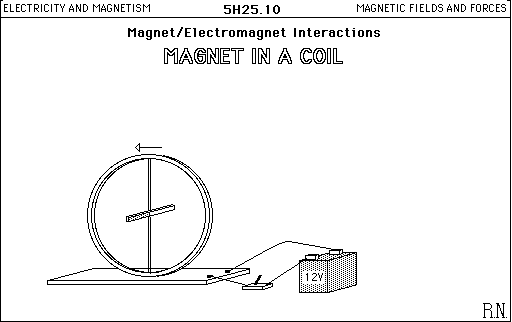 ELECTRICITY AND MAGNETISM
5H25.10
MAGNETIC FIELDS AND FORCES
Magnet/Electromagnet Interactions
MAGNET IN A COIL
12V
R.N.